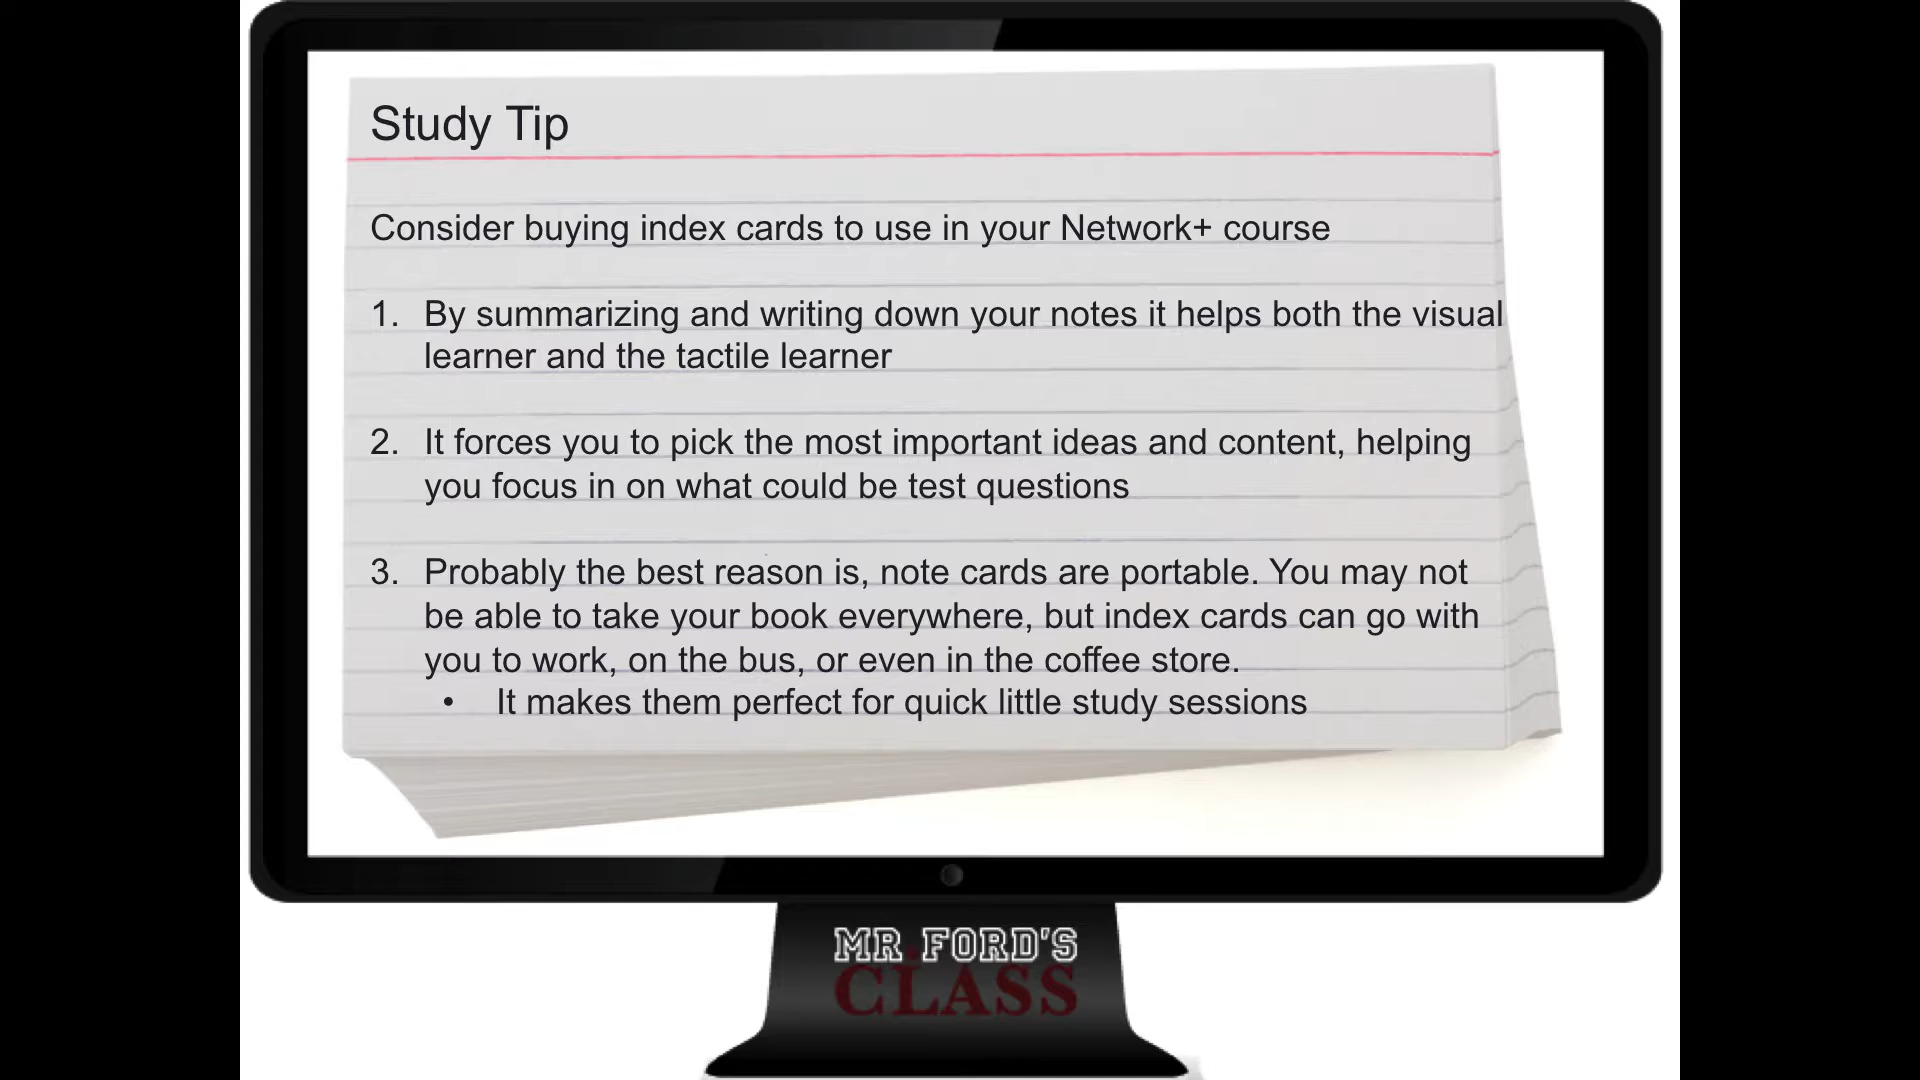 Study Tip
Consider buying index cards to use in your Network+ course
1. By summarizing and writing down your notes it helps both the visual
learner and the tactile learner
2. It forces you to pick the most important ideas and content, helping
you focus in on what could be test questions
3. Probably the best reason is, note cards are portable. You may not
be able to take your book everywhere, but index cards can go with
you to work, on the bus, or even in the coffee store.
• It makes them perfect for quick little study sessions
MR FORD'S
CLASS